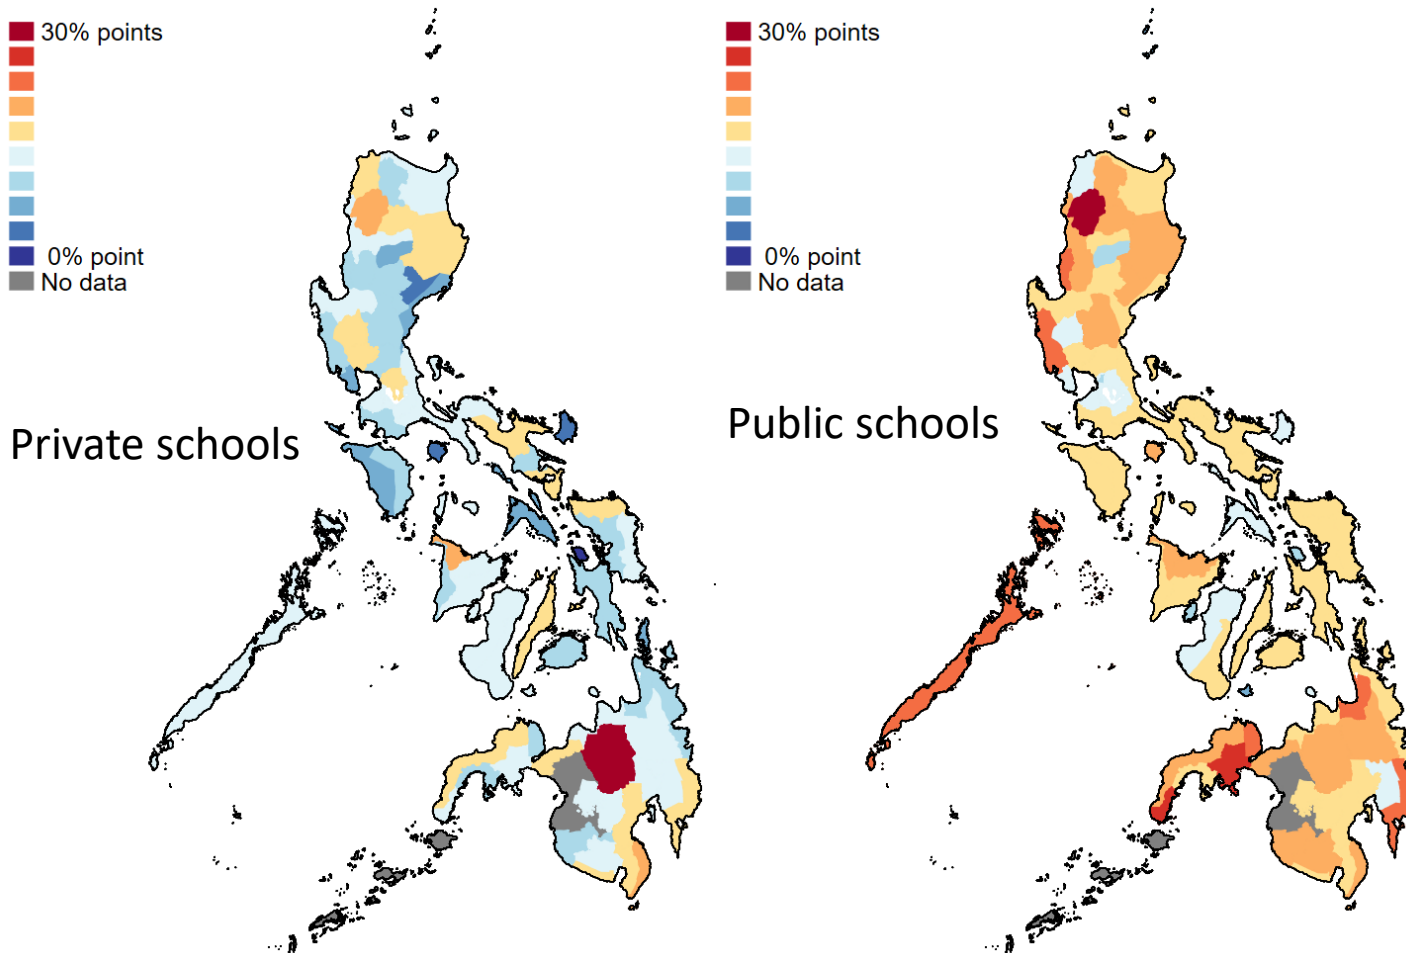 30% points
0% point
No data
Private schools
30% points
0% point
No data
Public schools